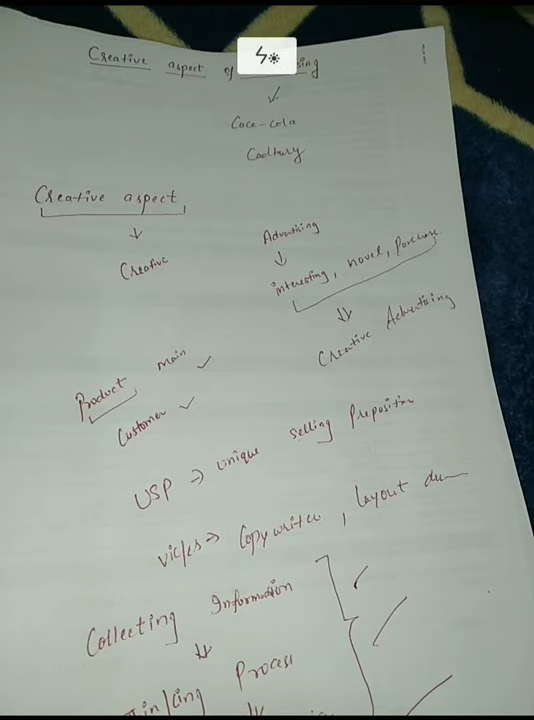 Creative aspect of
Coca-cola
Cadbury
Creative aspect
Creative
Advertising
interesting, novel, purchase
Creative Advertising
Product main
Customer
USP ⇒ unique selling Preposition
Copywriter, layout
Collecting Information
Process